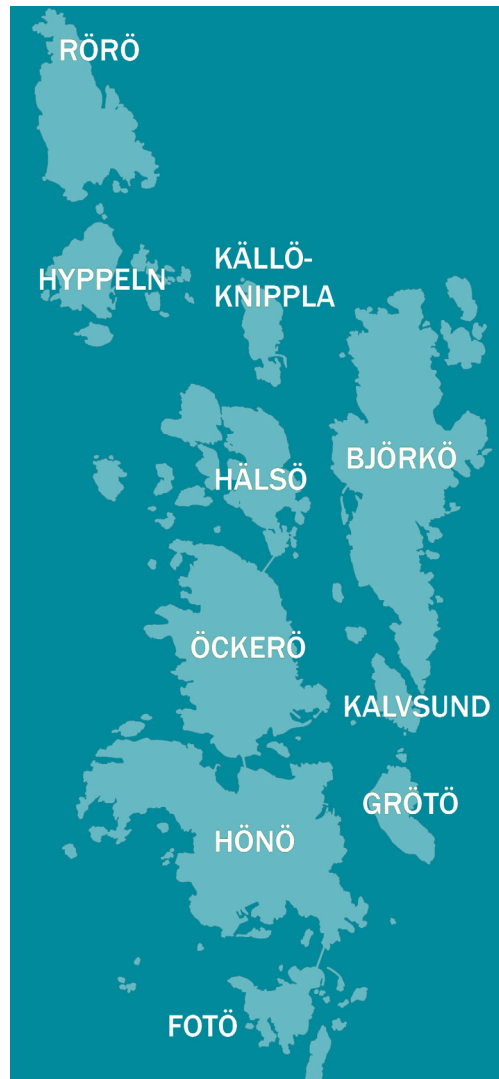 RÖRÖ
HYPPELN
KÄLLÖ-
KNIPPLA
BJÖRKÖ
HÄLSÖ
ÖCKERÖ
KALVSUND
GRÖTÖ
HÖNÖ
FOTÖ